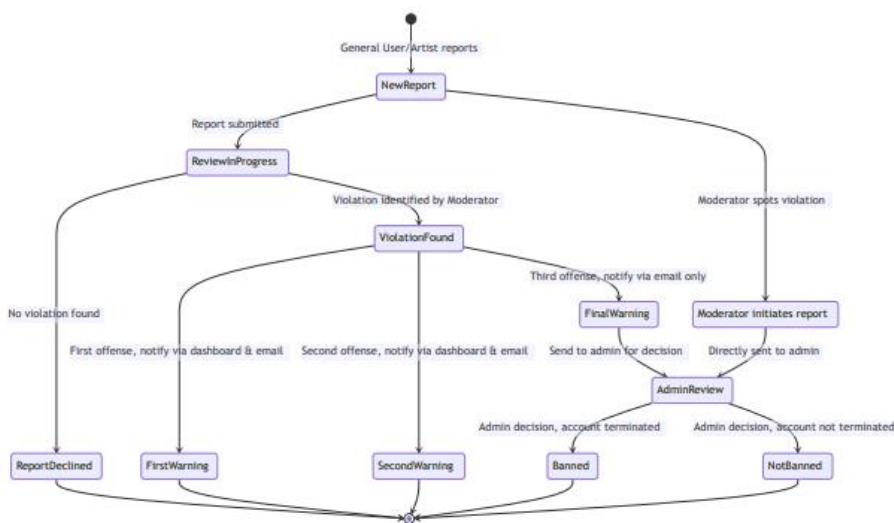 General User/Artist reports
NewReport
Report submitted
ReviewInProgress
Violation identified by Moderator
Moderator spots violation
ViolationFound
Third offense, notify via email only
No violation found
FinalWarning
Moderator initiates report
First offense, notify via dashboard & email
Second offense, notify via dashboard & email
Send to admin for decision
Directly sent to admin
AdminReview
Admin decision, account terminated
Admin decision, account not terminated
ReportDeclined
FirstWarning
SecondWarning
Banned
NotBanned